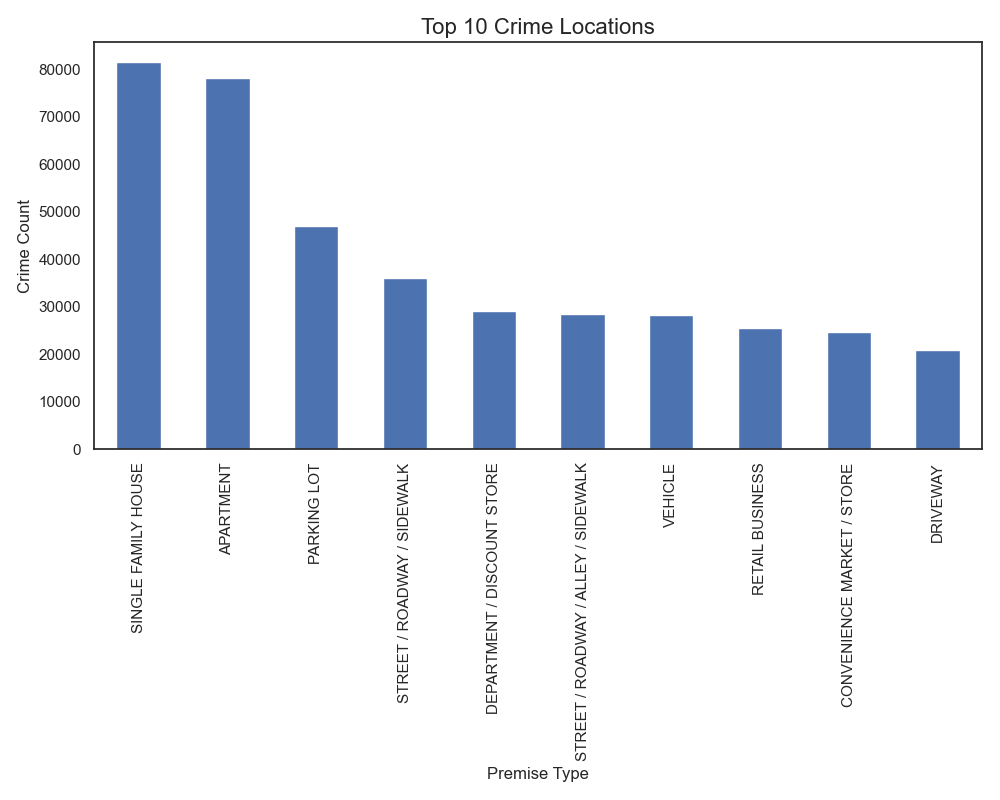 Top 10 Crime Locations
Crime Count
80000
70000
60000
50000
40000
30000
20000
10000
0
SINGLE FAMILY HOUSE
APARTMENT
PARKING LOT
STREET / ROADWAY / SIDEWALK
DEPARTMENT / DISCOUNT STORE
STREET / ROADWAY / ALLEY / SIDEWALK
VEHICLE
RETAIL BUSINESS
CONVENIENCE MARKET / STORE
DRIVEWAY
Premise Type